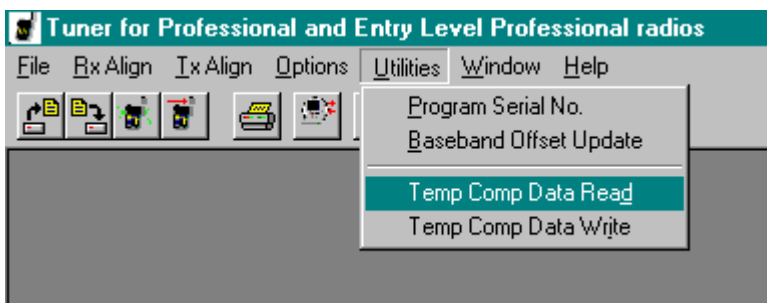 Tuner for Professional and Entry Level Professional radios
File Rx Align Tx Align Options Utilities Window Help
Program Serial No.
Baseband Offset Update
Temp Comp Data Read
Temp Comp Data Write